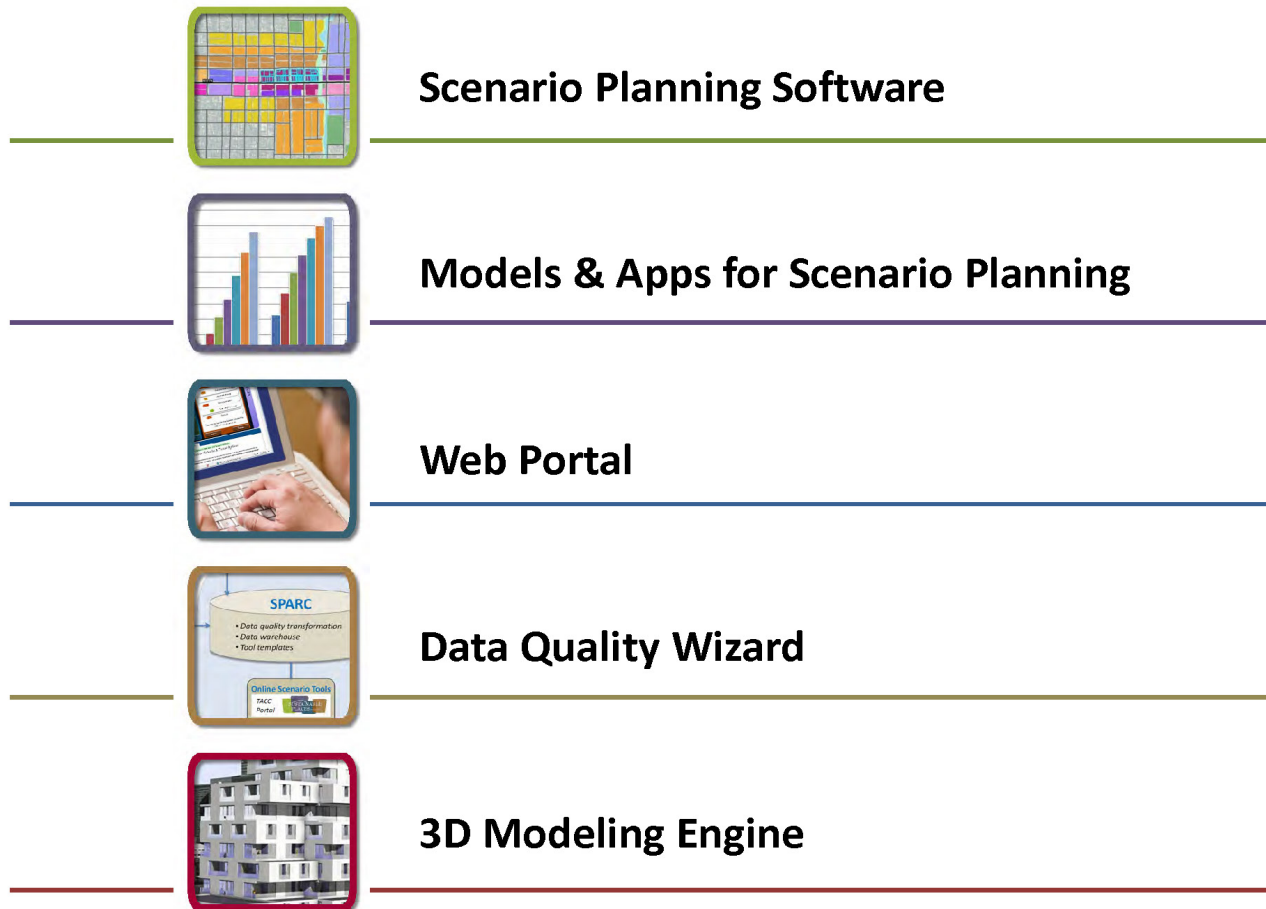 Scenario Planning Software
Models & Apps for Scenario Planning
Web Portal
SPARC
• Data quality transformation
• Data warehouse
• Tool templates
Online Scenario Tools
TACC
Portal
Data Quality Wizard
3D Modeling Engine